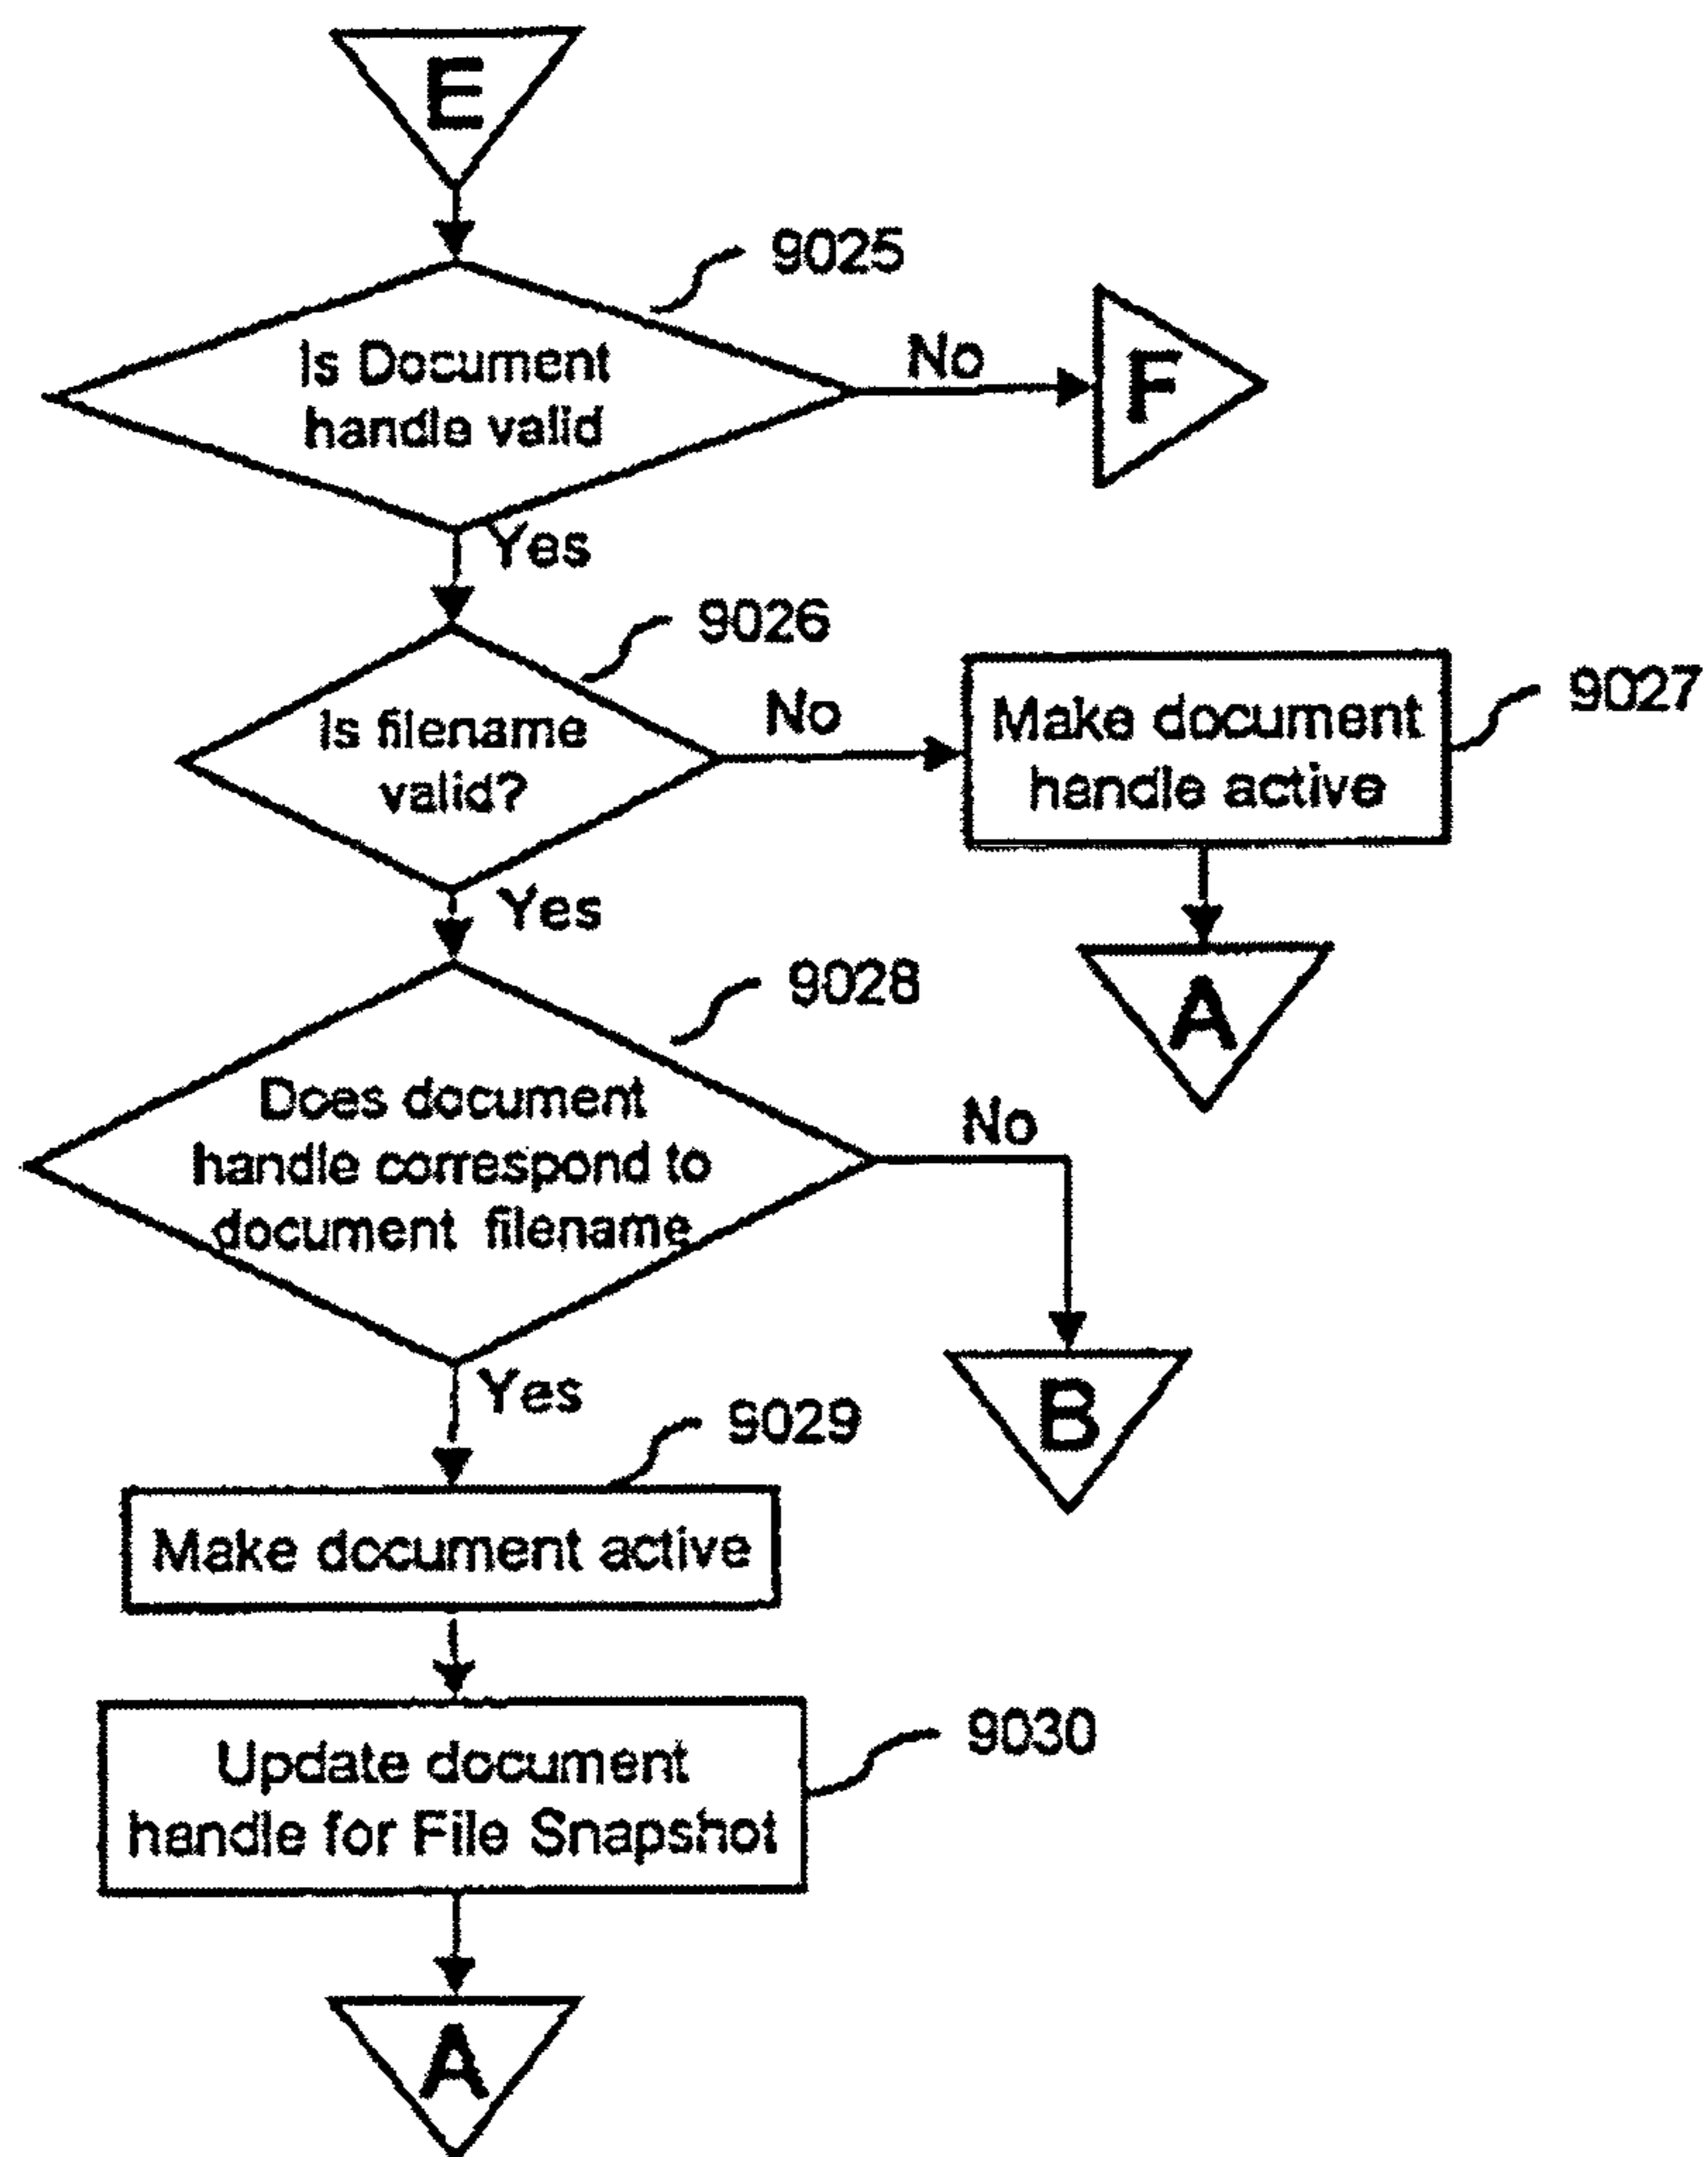 E
9025
Is Document
handle valid
No
F
Yes
9026
Is filename
valid?
No
Make document
handle active
9027
A
Yes
9028
Does document
handle correspond to
document filename
No
B
Yes
9029
Make document active
Update document
handle for File Snapshot
9030
A